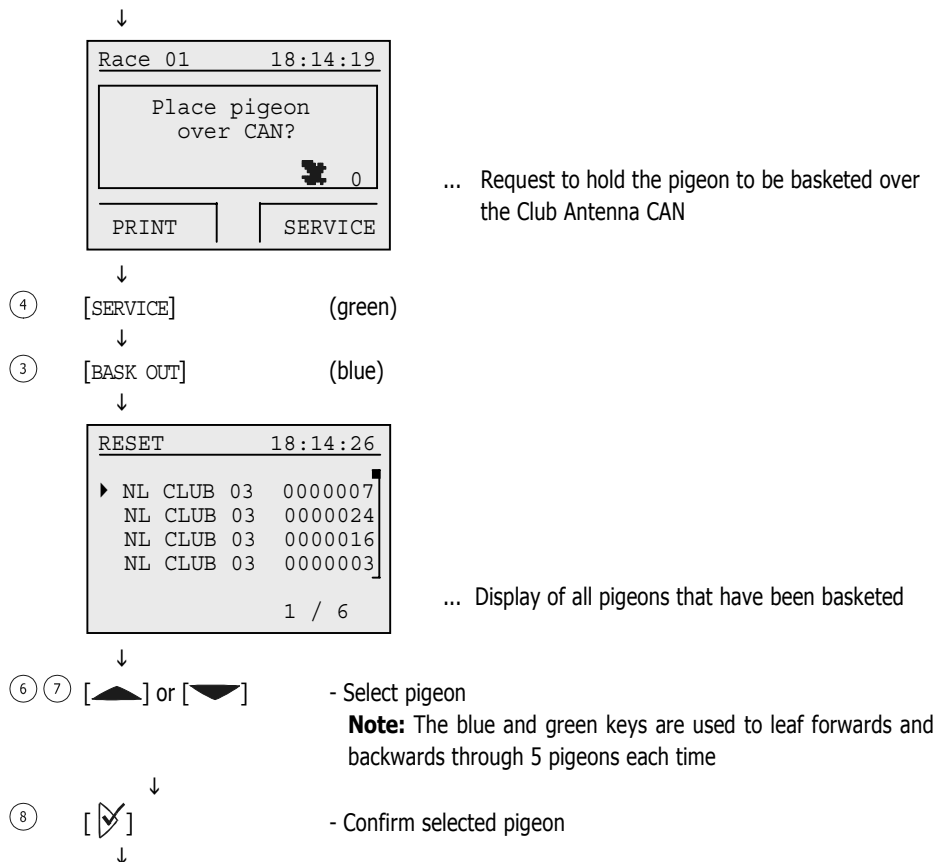 ↓
Race 01 18:14:19
Place pigeon
over CAN?
0
PRINT SERVICE
... Request to hold the pigeon to be basketed over
the Club Antenna CAN
↓
4 [SERVICE] (green)
↓
3 [BASK OUT] (blue)
↓
RESET 18:14:26
NL CLUB 03 0000007
NL CLUB 03 0000024
NL CLUB 03 0000016
NL CLUB 03 0000003
1 / 6
... Display of all pigeons that have been basketed
↓
6 7 [▲] or [▼] - Select pigeon
Note: The blue and green keys are used to leaf forwards and
backwards through 5 pigeons each time
↓
8 [✓] - Confirm selected pigeon
↓